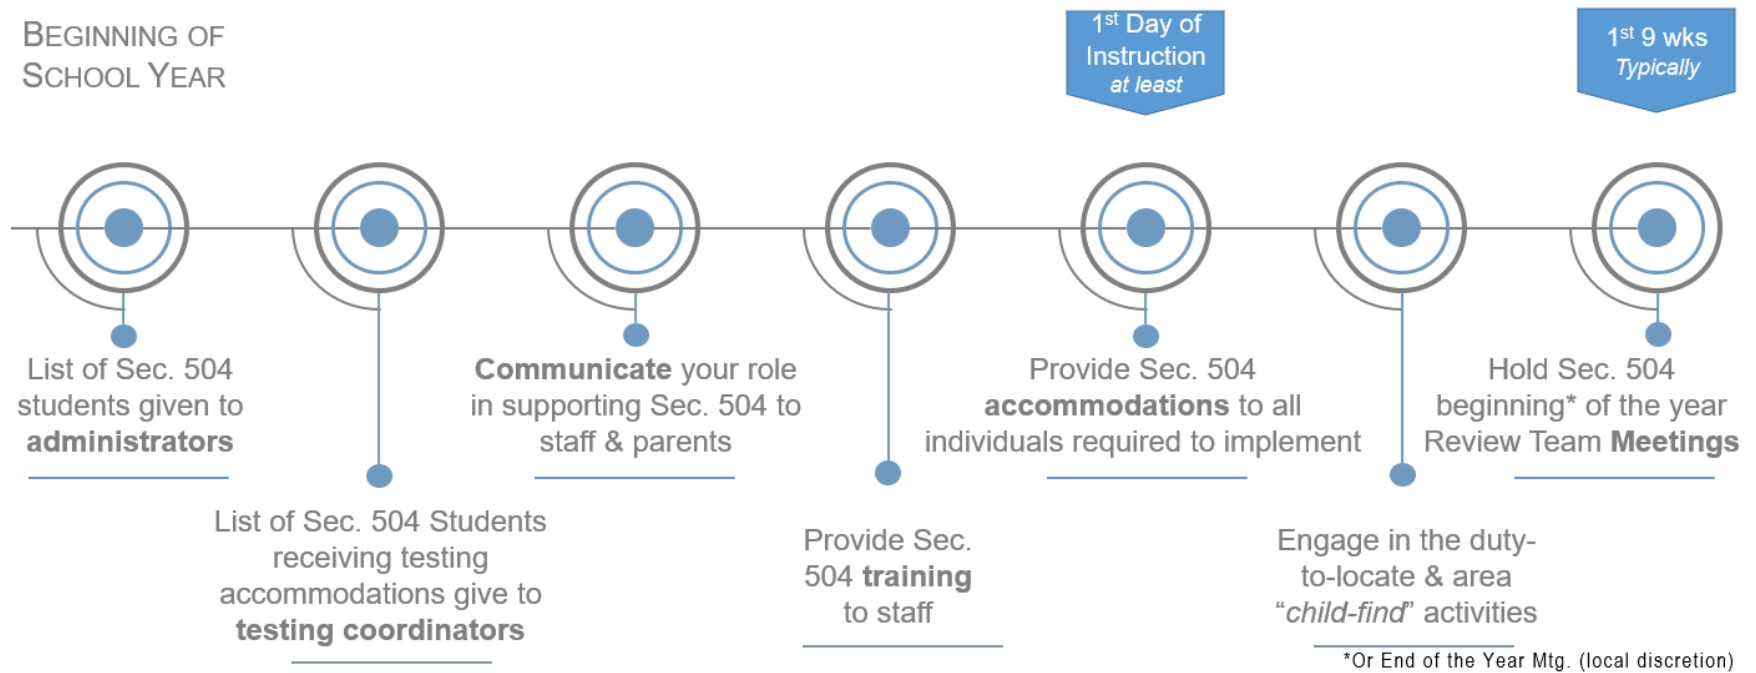 BEGINNING OF
SCHOOL YEAR
1st Day of
Instruction
at least
1st 9 wks
Typically
List of Sec. 504
students given to
administrators
List of Sec. 504 Students
receiving testing
accommodations give to
testing coordinators
Communicate your role
in supporting Sec. 504 to
staff & parents
Provide Sec.
504 training
to staff
Provide Sec. 504
accommodations to all
individuals required to implement
Engage in the duty-
to-locate & area
“child-find” activities
Hold Sec. 504
beginning* of the year
Review Team Meetings
*Or End of the Year Mtg. (local discretion)